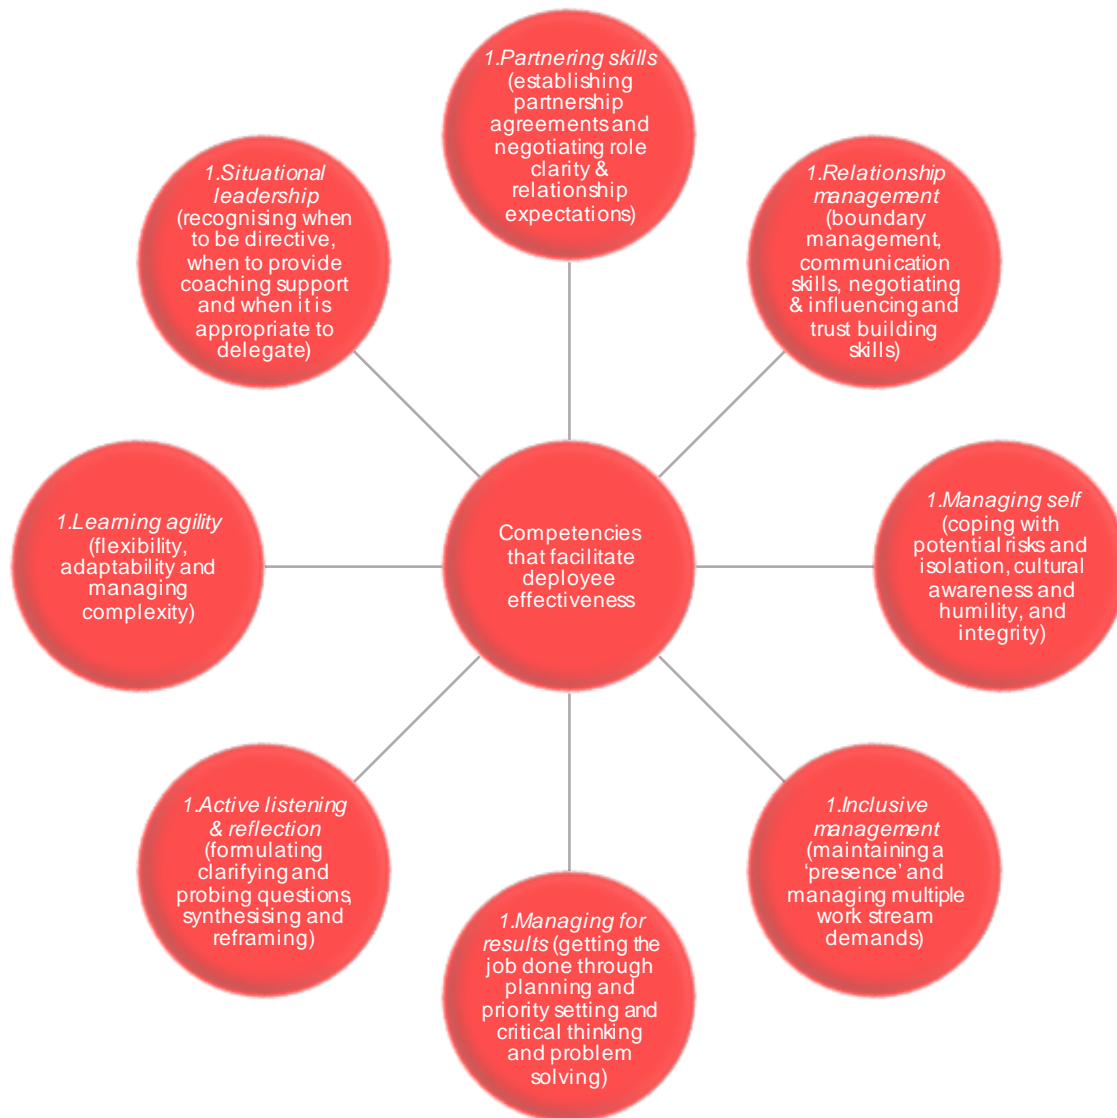 1.Partnering skills
(establishing
partnership
agreements and
negotiating role
clarity &
relationship
expectations)
1.Relationship
management
(boundary
management,
communication
skills, negotiating
& influencing and
trust building
skills)
1.Managing self
(coping with
potential risks and
isolation, cultural
awareness and
humility, and
integrity)
1.Inclusive
management
(maintaining a
‘presence’ and
managing multiple
work stream
demands)
1.Managing for
results (getting the
job done through
planning and
priority setting and
critical thinking
and problem
solving)
1.Active listening
& reflection
(formulating
clarifying and
probing questions,
synthesising and
reframing)
1.Learning agility
(flexibility,
adaptability and
managing
complexity)
1.Situational
leadership
(recognising when
to be directive,
when to provide
coaching support
and when it is
appropriate to
delegate)
Competencies
that facilitate
deployee
effectiveness